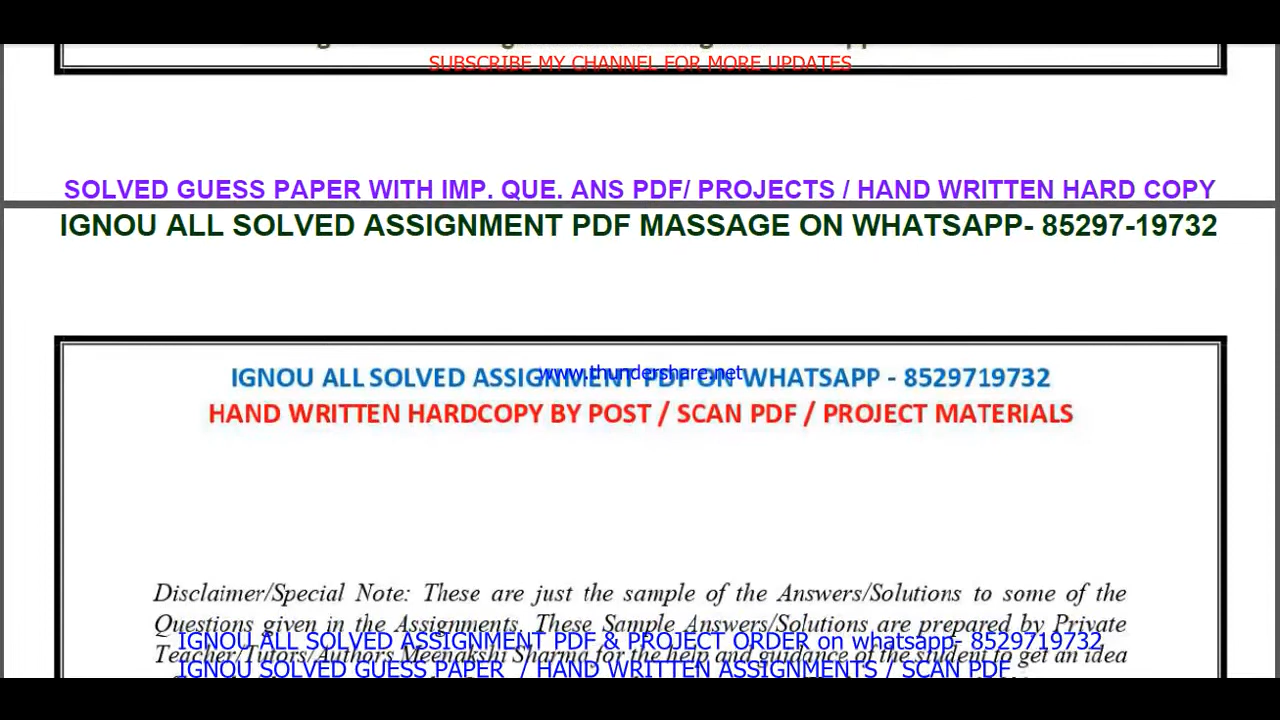 SUBSCRIBE MY CHANNEL FOR MORE UPDATES
SOLVED GUESS PAPER WITH IMP. QUE. ANS PDF/ PROJECTS / HAND WRITTEN HARD COPY
IGNOU ALL SOLVED ASSIGNMENT PDF MASSAGE ON WHATSAPP- 85297-19732
IGNOU ALL SOLVED ASSIGNMENT PDF ON WHATSAPP - 8529719732
www.thundershare.net
HAND WRITTEN HARDCOPY BY POST / SCAN PDF / PROJECT MATERIALS
Disclaimer/Special Note: These are just the sample of the Answers/Solutions to some of the
Questions given in the Assignments. These Sample Answers/Solutions are prepared by Private
IGNOU ALL SOLVED ASSIGNMENT PDF & PROJECT ORDER on whatsapp- 8529719732
Teacher/Tutors/Authors Meenakshi Sharma for the help and guidance of the student to get an idea
IGNOU SOLVED GUESS PAPER / HAND WRITTEN ASSIGNMENTS / SCAN PDF